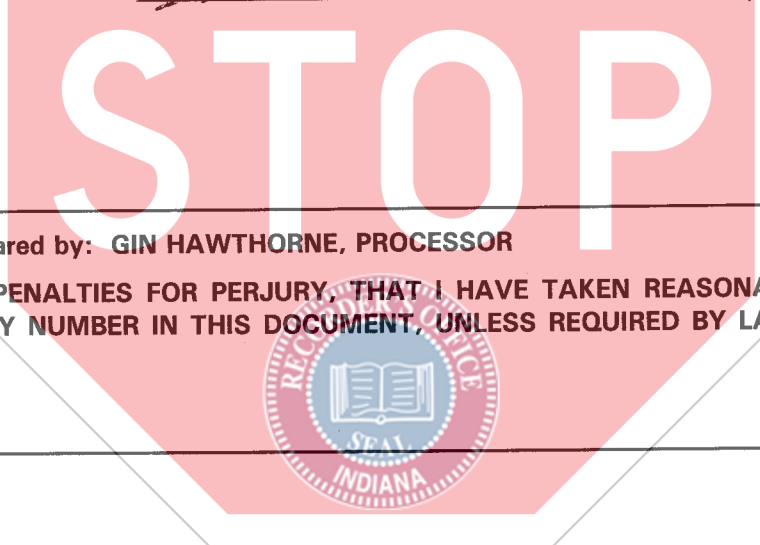 STOP
ared by: GIN HAWTHORNE, PROCESSOR
PENALTIES FOR PERJURY, THAT I HAVE TAKEN REASONA
Y NUMBER IN THIS DOCUMENT, UNLESS REQUIRED BY LA
RECORDER'S OFFICE
SEAL
INDIANA